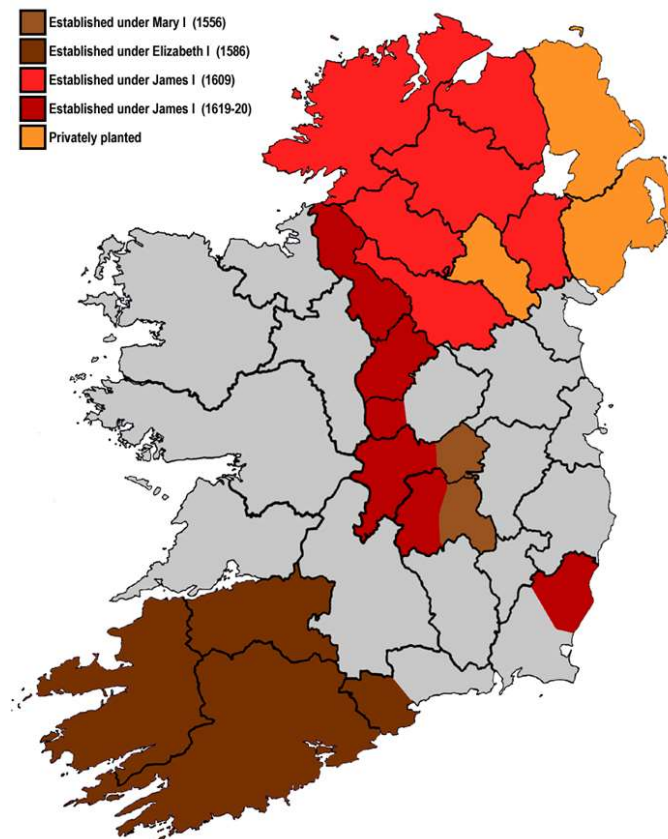 Established under Mary I (1556)
Established under Elizabeth I (1586)
Established under James I (1609)
Established under James I (1619-20)
Privately planted